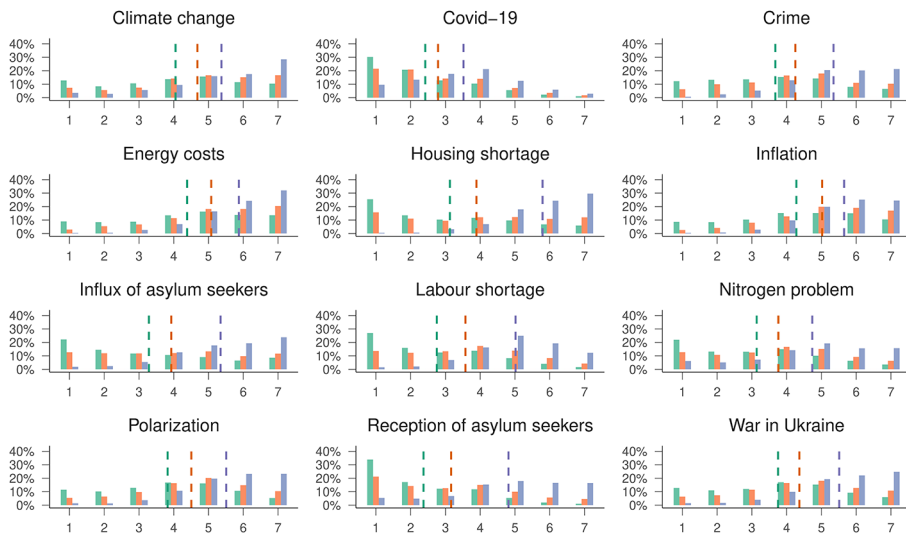 Climate change Covid−19 Crime
40% 40% 40%
30% 30% 30%
20% 20% 20%
10% 10% 10%
0% 0% 0%
1 2 3 4 5 6 7 1 2 3 4 5 6 7 1 2 3 4 5 6 7
Energy costs Housing shortage Inflation
40% 40% 40%
30% 30% 30%
20% 20% 20%
10% 10% 10%
0% 0% 0%
1 2 3 4 5 6 7 1 2 3 4 5 6 7 1 2 3 4 5 6 7
Influx of asylum seekers Labour shortage Nitrogen problem
40% 40% 40%
30% 30% 30%
20% 20% 20%
10% 10% 10%
0% 0% 0%
1 2 3 4 5 6 7 1 2 3 4 5 6 7 1 2 3 4 5 6 7
Polarization Reception of asylum seekers War in Ukraine
40% 40% 40%
30% 30% 30%
20% 20% 20%
10% 10% 10%
0% 0% 0%
1 2 3 4 5 6 7 1 2 3 4 5 6 7 1 2 3 4 5 6 7